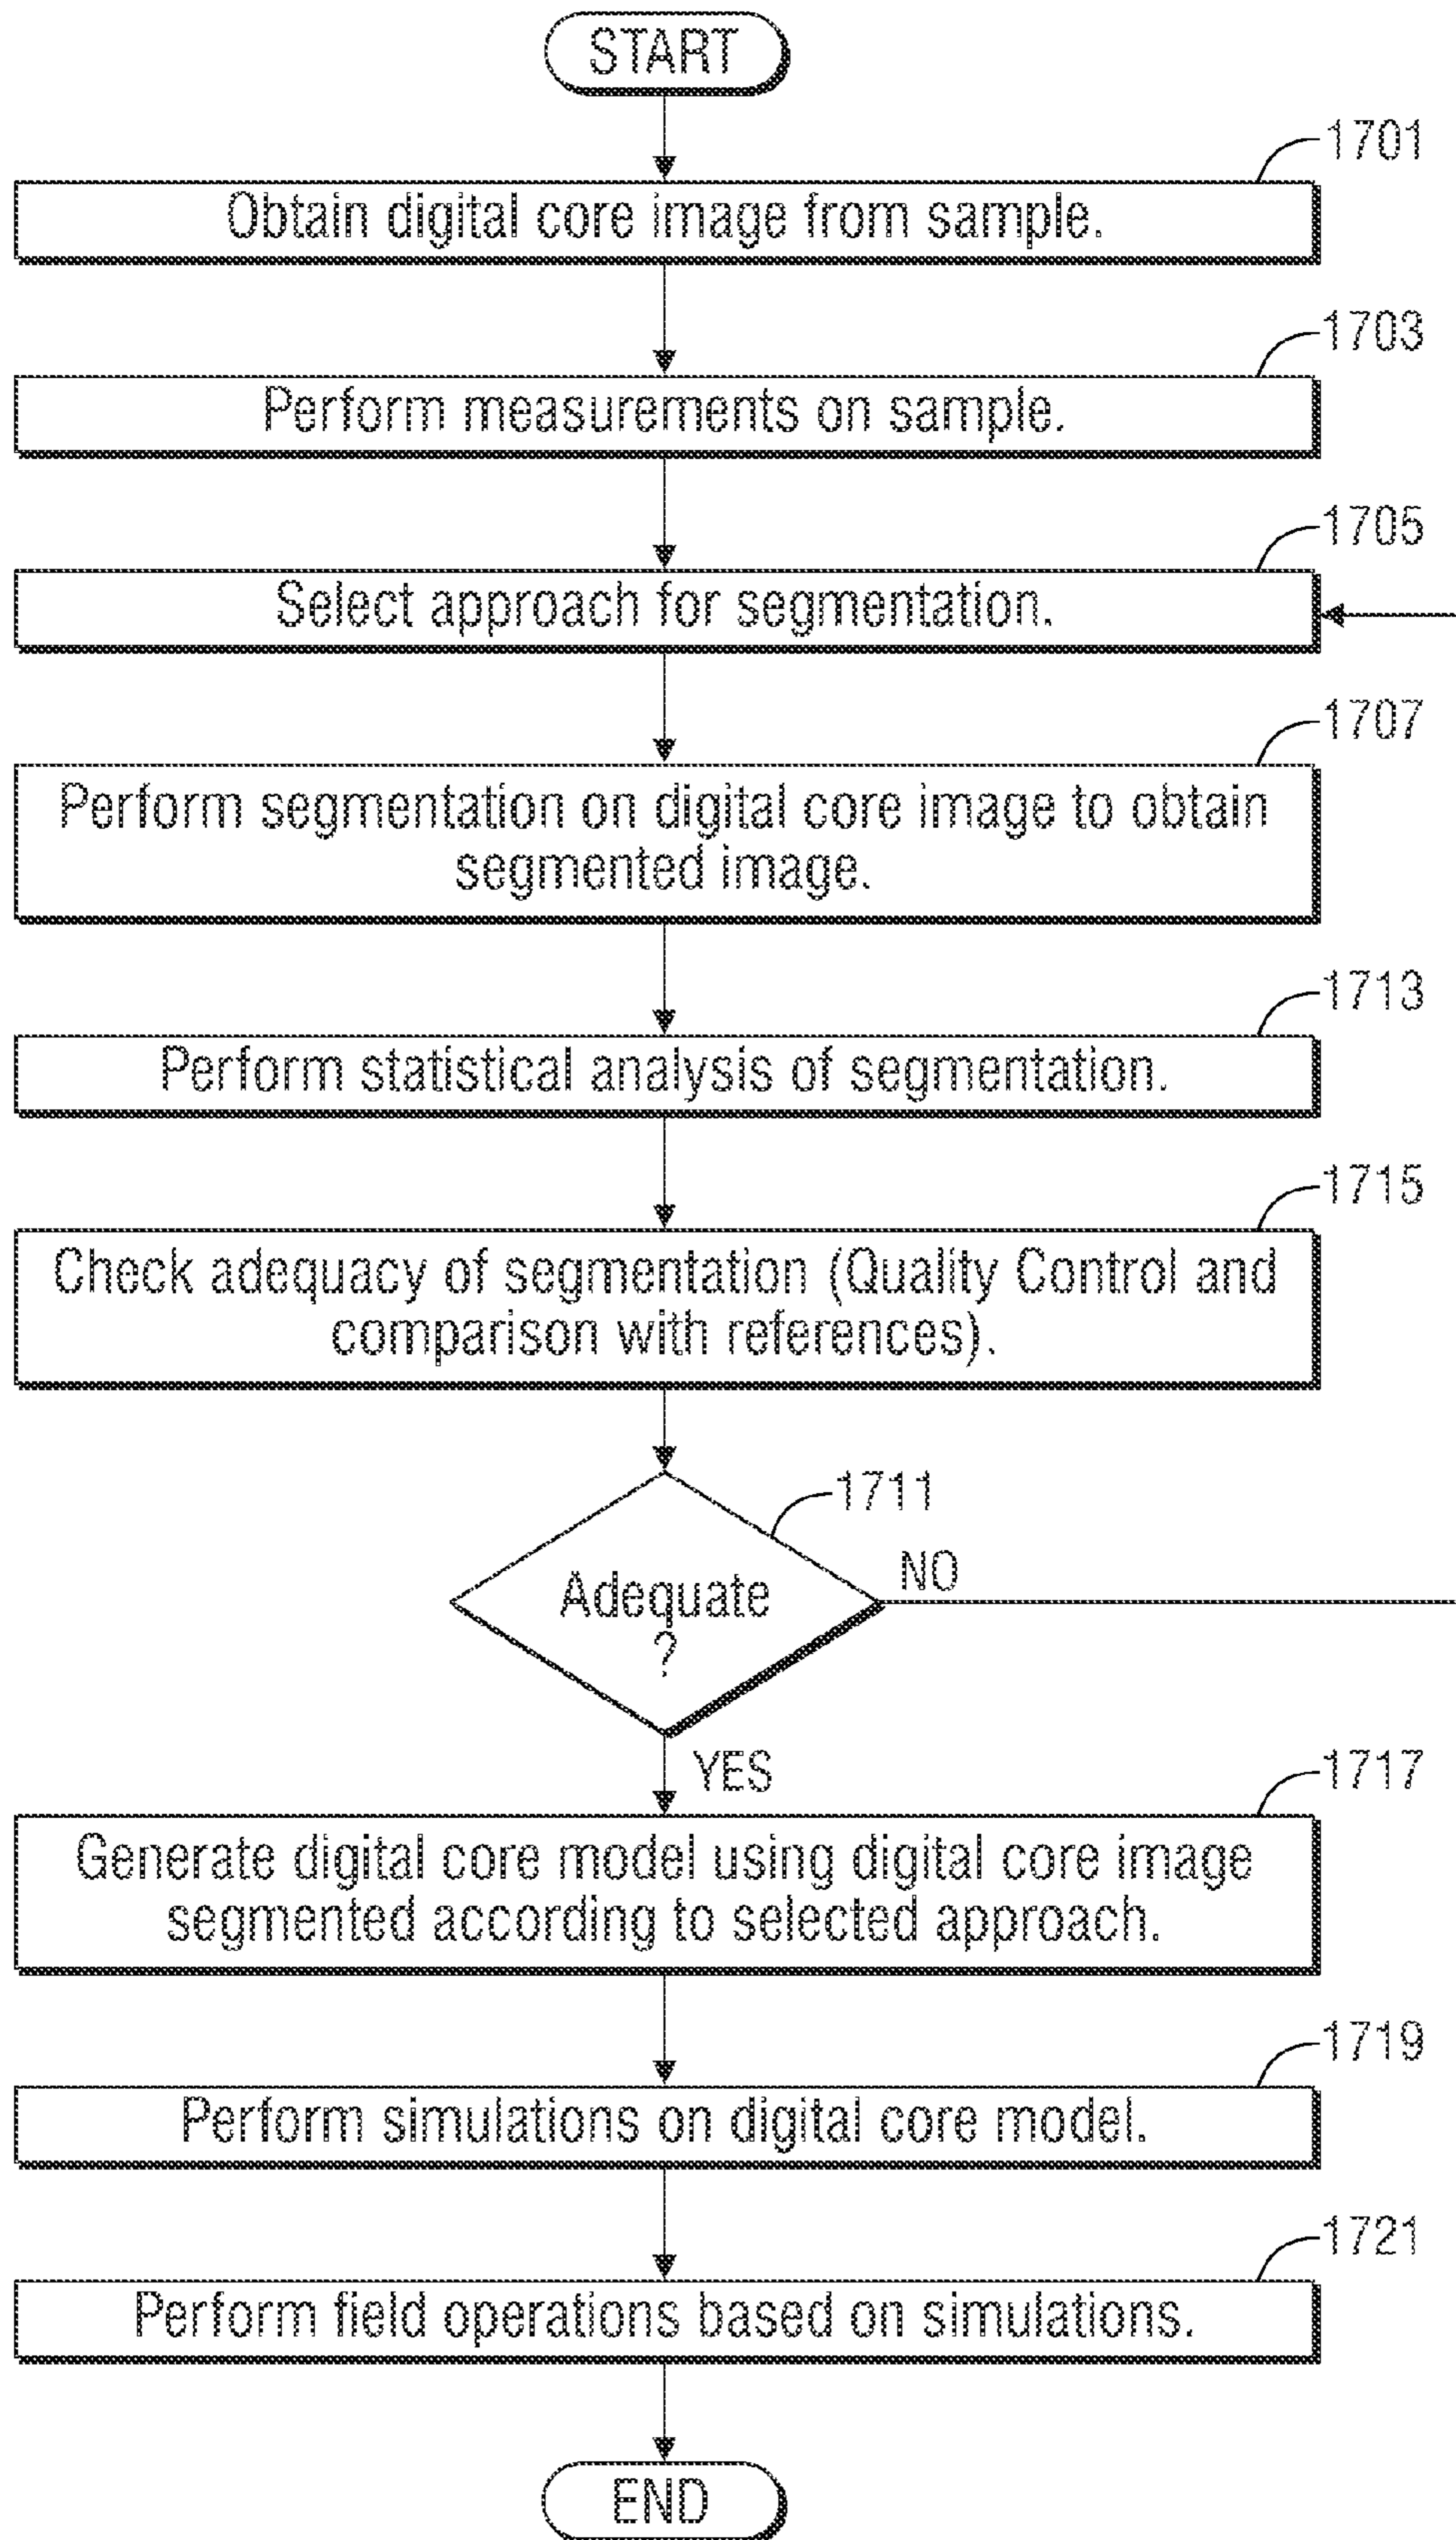 START
1701
Obtain digital core image from sample.
1703
Perform measurements on sample.
1705
Select approach for segmentation.
1707
Perform segmentation on digital core image to obtain
segmented image.
1713
Perform statistical analysis of segmentation.
1715
Check adequacy of segmentation (Quality Control and
comparison with references).
1711
Adequate
?
NO
YES
1717
Generate digital core model using digital core image
segmented according to selected approach.
1719
Perform simulations on digital core model.
1721
Perform field operations based on simulations.
END